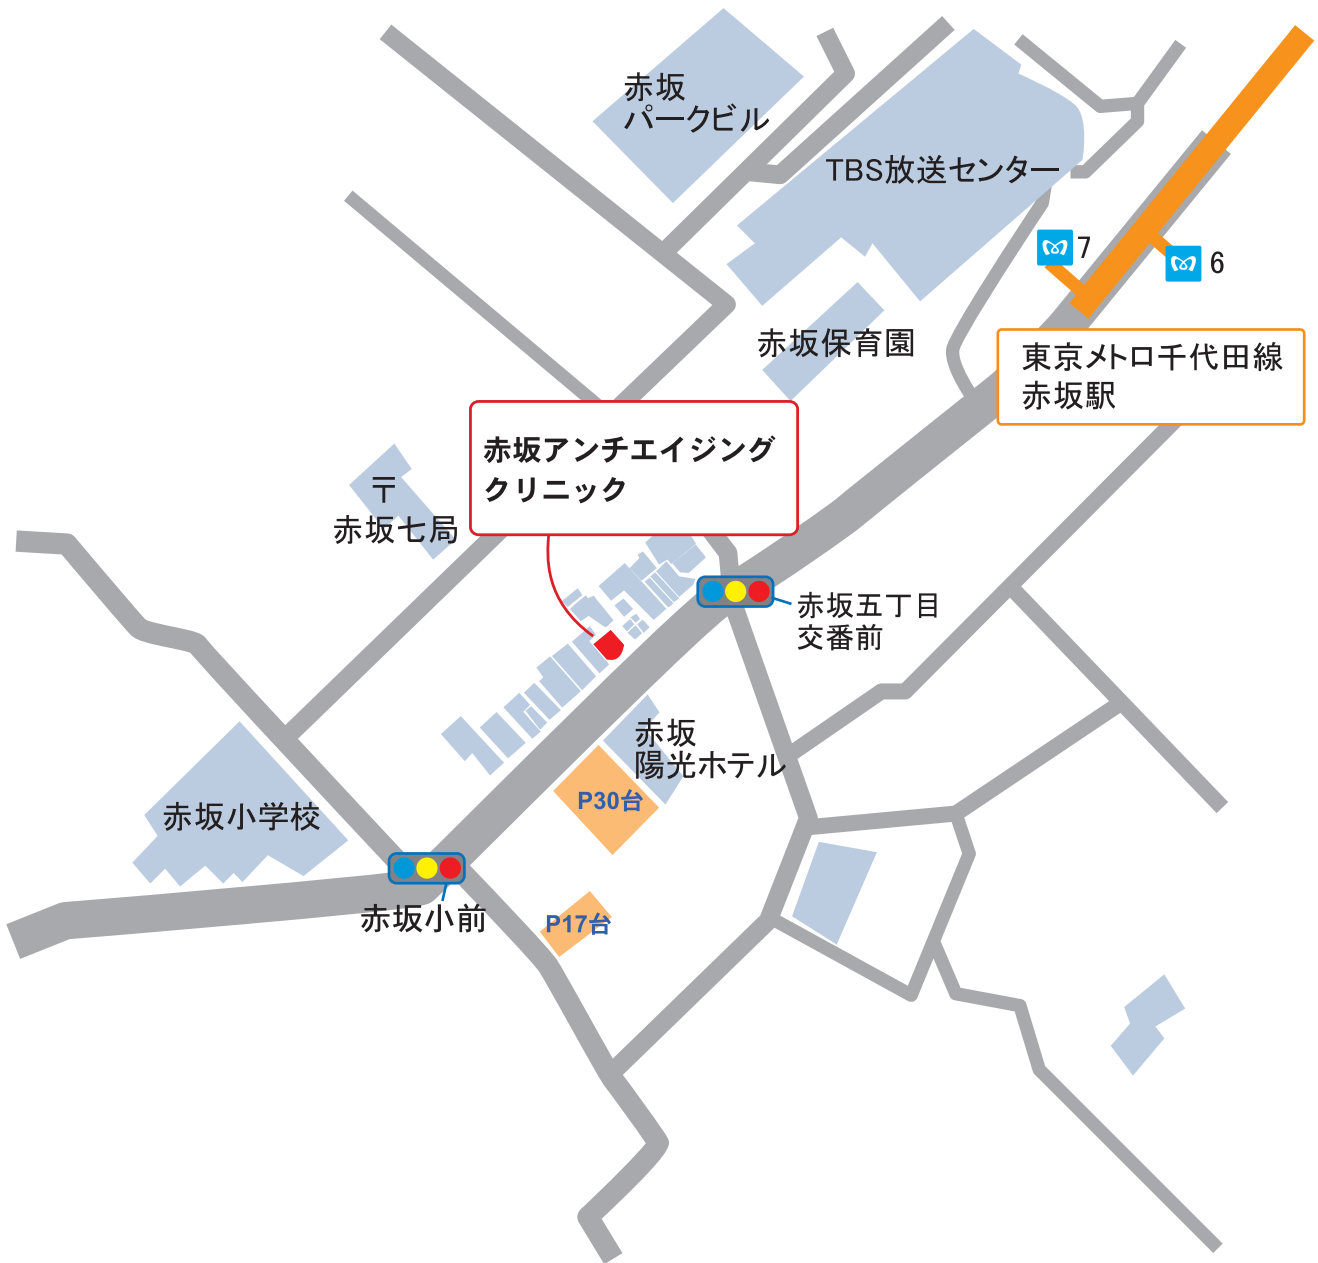 赤坂
パークビル
TBS放送センター
7
6
赤坂保育園
東京メトロ千代田線
赤坂駅
赤坂アンチエイジング
クリニック
〒
赤坂七局
赤坂五丁目
交番前
赤坂
陽光ホテル
P30台
赤坂小学校
赤坂小前
P17台